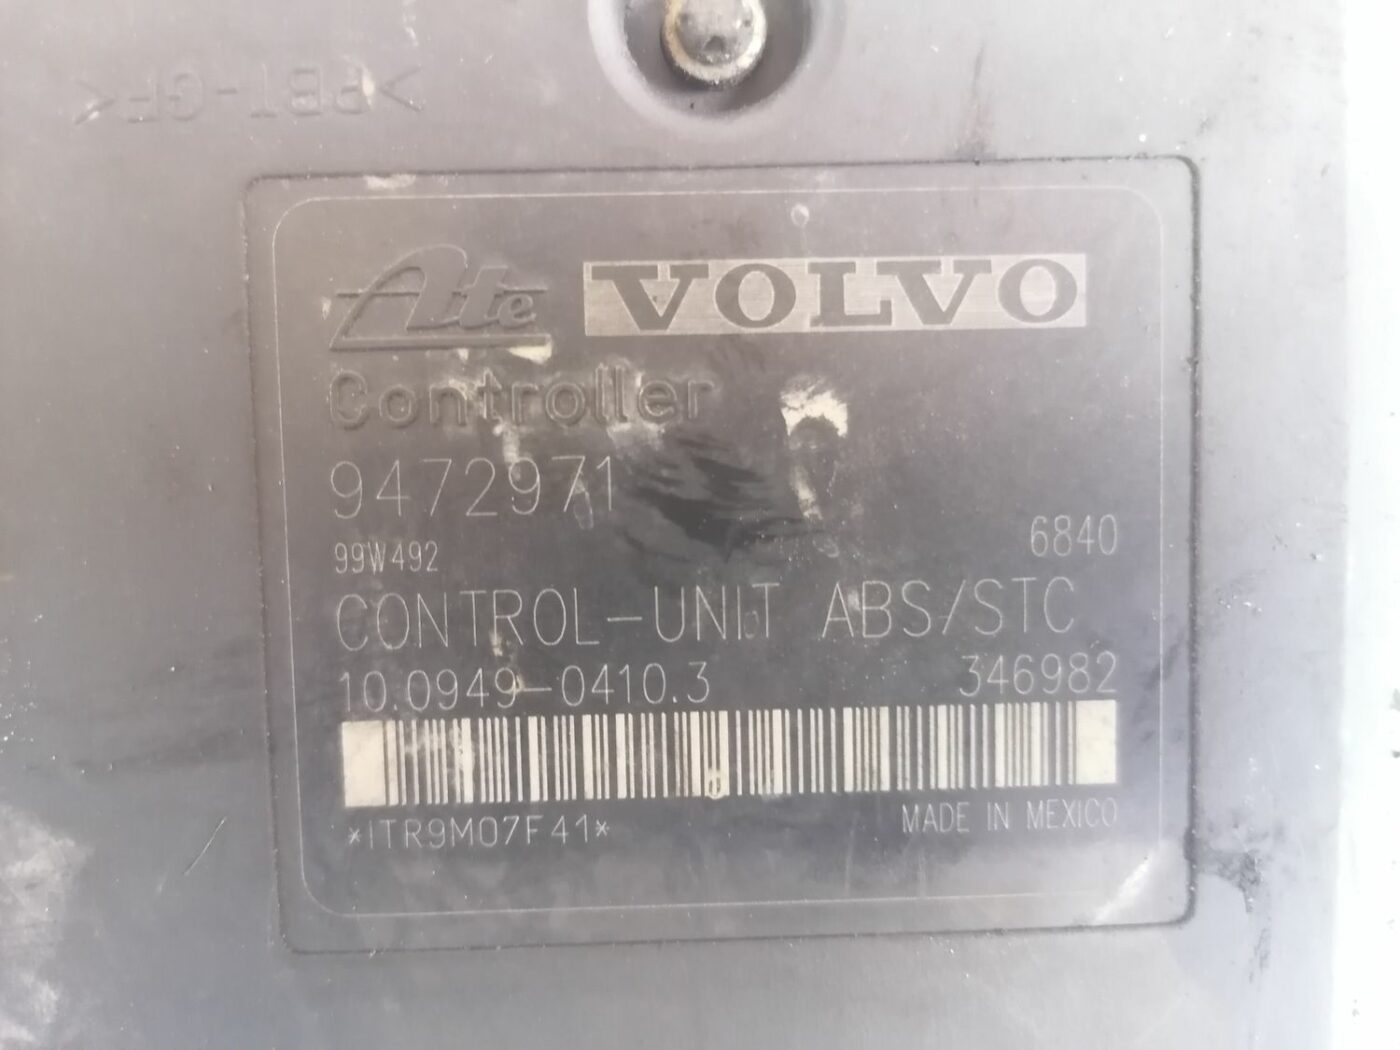 >PBT-GF<
Ate VOLVO
Controller
9472971
99W492 6840
CONTROL-UNIT ABS/STC
10.0949-0410.3 346982
*ITR9M07F41* MADE IN MEXICO